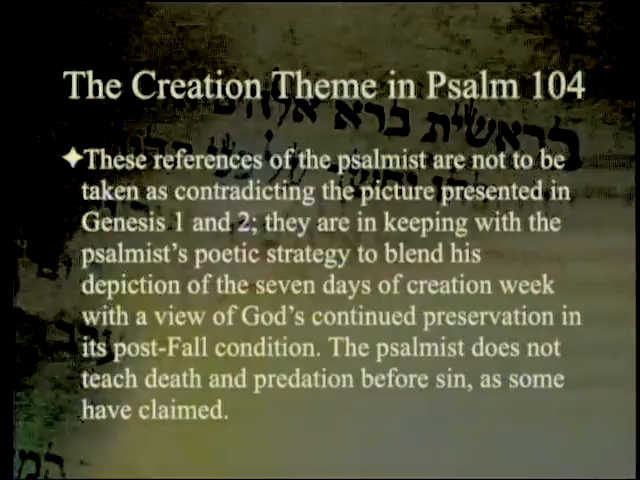 The Creation Theme in Psalm 104
בראשית ברא אלהים
✦These references of the psalmist are not to be
taken as contradicting the picture presented in
Genesis 1 and 2; they are in keeping with the
psalmist's poetic strategy to blend his
depiction of the seven days of creation week
with a view of God's continued preservation in
its post-Fall condition. The psalmist does not
teach death and predation before sin, as some
have claimed.